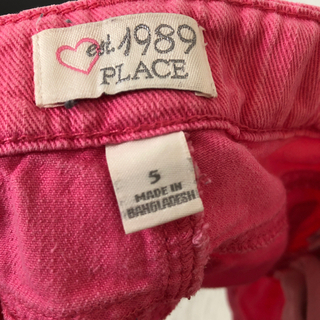 est. 1989
PLACE
5
MADE IN
BANGLADESH